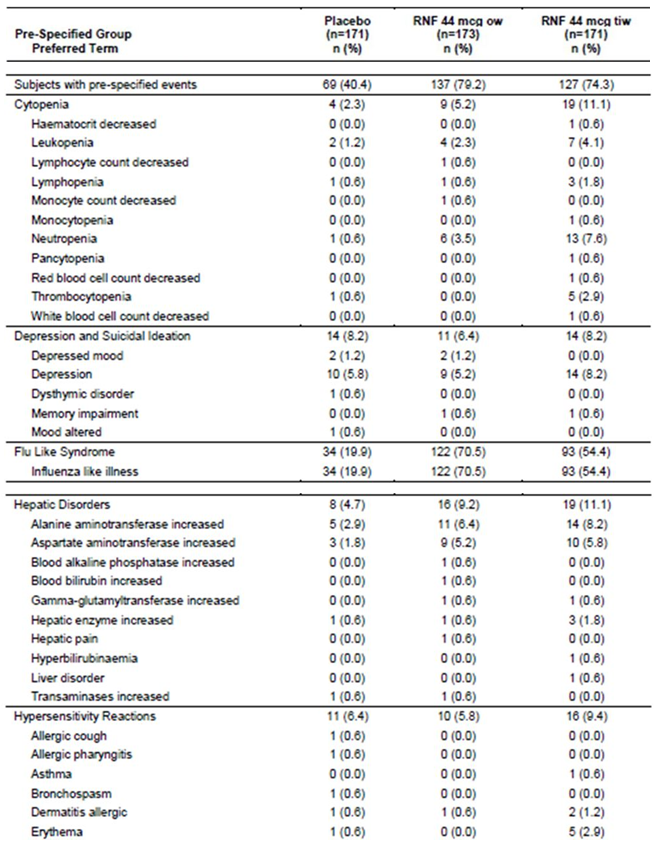 Pre-Specified Group Preferred Term Placebo (n=171) n (%) RNF 44 mcg ow (n=173) n (%) RNF 44 mcg tiw (n=171) n (%)
Subjects with pre-specified events 69 (40.4) 137 (79.2) 127 (74.3)
Cytopenia 4 (2.3) 9 (5.2) 19 (11.1)
Haematocrit decreased 0 (0.0) 0 (0.0) 1 (0.6)
Leukopenia 2 (1.2) 4 (2.3) 7 (4.1)
Lymphocyte count decreased 0 (0.0) 1 (0.6) 0 (0.0)
Lymphopenia 1 (0.6) 1 (0.6) 3 (1.8)
Monocyte count decreased 0 (0.0) 1 (0.6) 0 (0.0)
Monocytopenia 0 (0.0) 0 (0.0) 1 (0.6)
Neutropenia 1 (0.6) 6 (3.5) 13 (7.6)
Pancytopenia 0 (0.0) 0 (0.0) 1 (0.6)
Red blood cell count decreased 0 (0.0) 0 (0.0) 1 (0.6)
Thrombocytopenia 1 (0.6) 0 (0.0) 5 (2.9)
White blood cell count decreased 0 (0.0) 0 (0.0) 1 (0.6)
Depression and Suicidal Ideation 14 (8.2) 11 (6.4) 14 (8.2)
Depressed mood 2 (1.2) 2 (1.2) 0 (0.0)
Depression 10 (5.8) 9 (5.2) 14 (8.2)
Dysthymic disorder 1 (0.6) 0 (0.0) 0 (0.0)
Memory impairment 0 (0.0) 1 (0.6) 1 (0.6)
Mood altered 1 (0.6) 0 (0.0) 0 (0.0)
Flu Like Syndrome 34 (19.9) 122 (70.5) 93 (54.4)
Influenza like illness 34 (19.9) 122 (70.5) 93 (54.4)
Hepatic Disorders 8 (4.7) 16 (9.2) 19 (11.1)
Alanine aminotransferase increased 5 (2.9) 11 (6.4) 14 (8.2)
Aspartate aminotransferase increased 3 (1.8) 9 (5.2) 10 (5.8)
Blood alkaline phosphatase increased 0 (0.0) 1 (0.6) 0 (0.0)
Blood bilirubin increased 0 (0.0) 1 (0.6) 0 (0.0)
Gamma-glutamyltransferase increased 0 (0.0) 1 (0.6) 1 (0.6)
Hepatic enzyme increased 1 (0.6) 1 (0.6) 3 (1.8)
Hepatic pain 0 (0.0) 1 (0.6) 0 (0.0)
Hyperbilirubinaemia 0 (0.0) 0 (0.0) 1 (0.6)
Liver disorder 0 (0.0) 0 (0.0) 1 (0.6)
Transaminases increased 1 (0.6) 1 (0.6) 0 (0.0)
Hypersensitivity Reactions 11 (6.4) 10 (5.8) 16 (9.4)
Allergic cough 1 (0.6) 0 (0.0) 0 (0.0)
Allergic pharyngitis 1 (0.6) 0 (0.0) 0 (0.0)
Asthma 0 (0.0) 0 (0.0) 1 (0.6)
Bronchospasm 1 (0.6) 0 (0.0) 0 (0.0)
Dermatitis allergic 1 (0.6) 1 (0.6) 2 (1.2)
Erythema 1 (0.6) 0 (0.0) 5 (2.9)